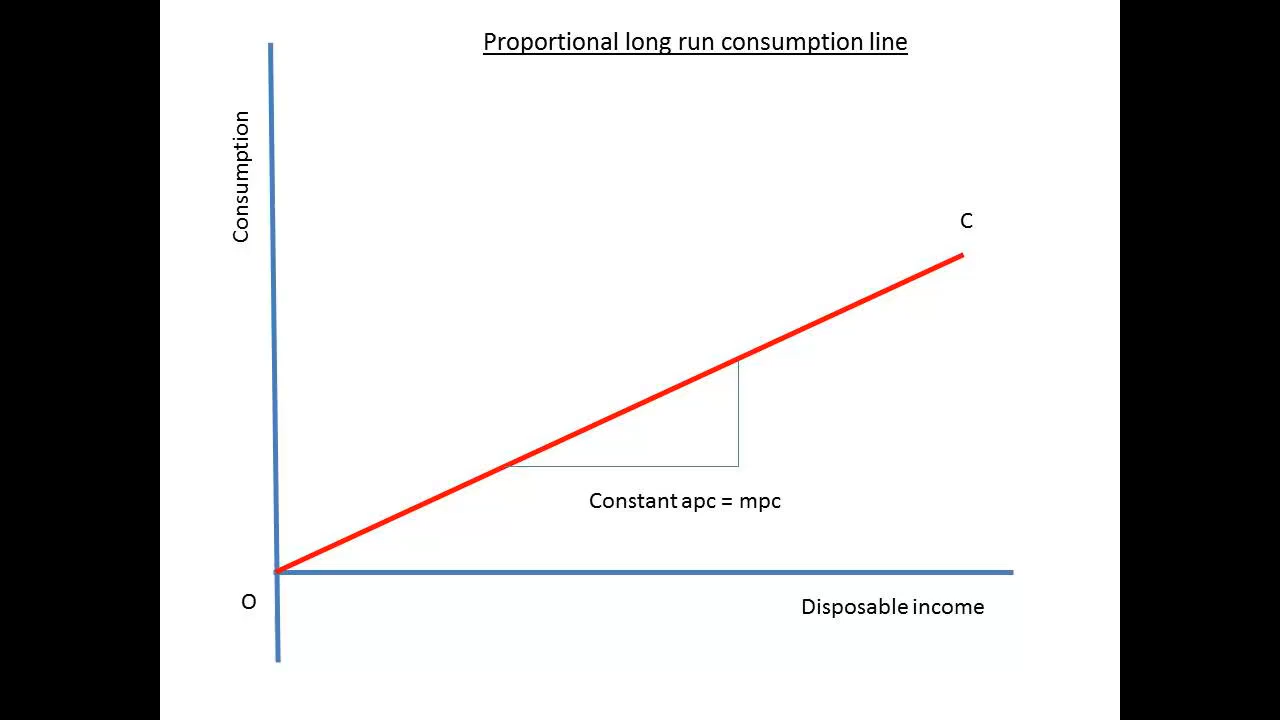 Proportional long run consumption line
Consumption
C
Constant apc = mpc
O
Disposable income